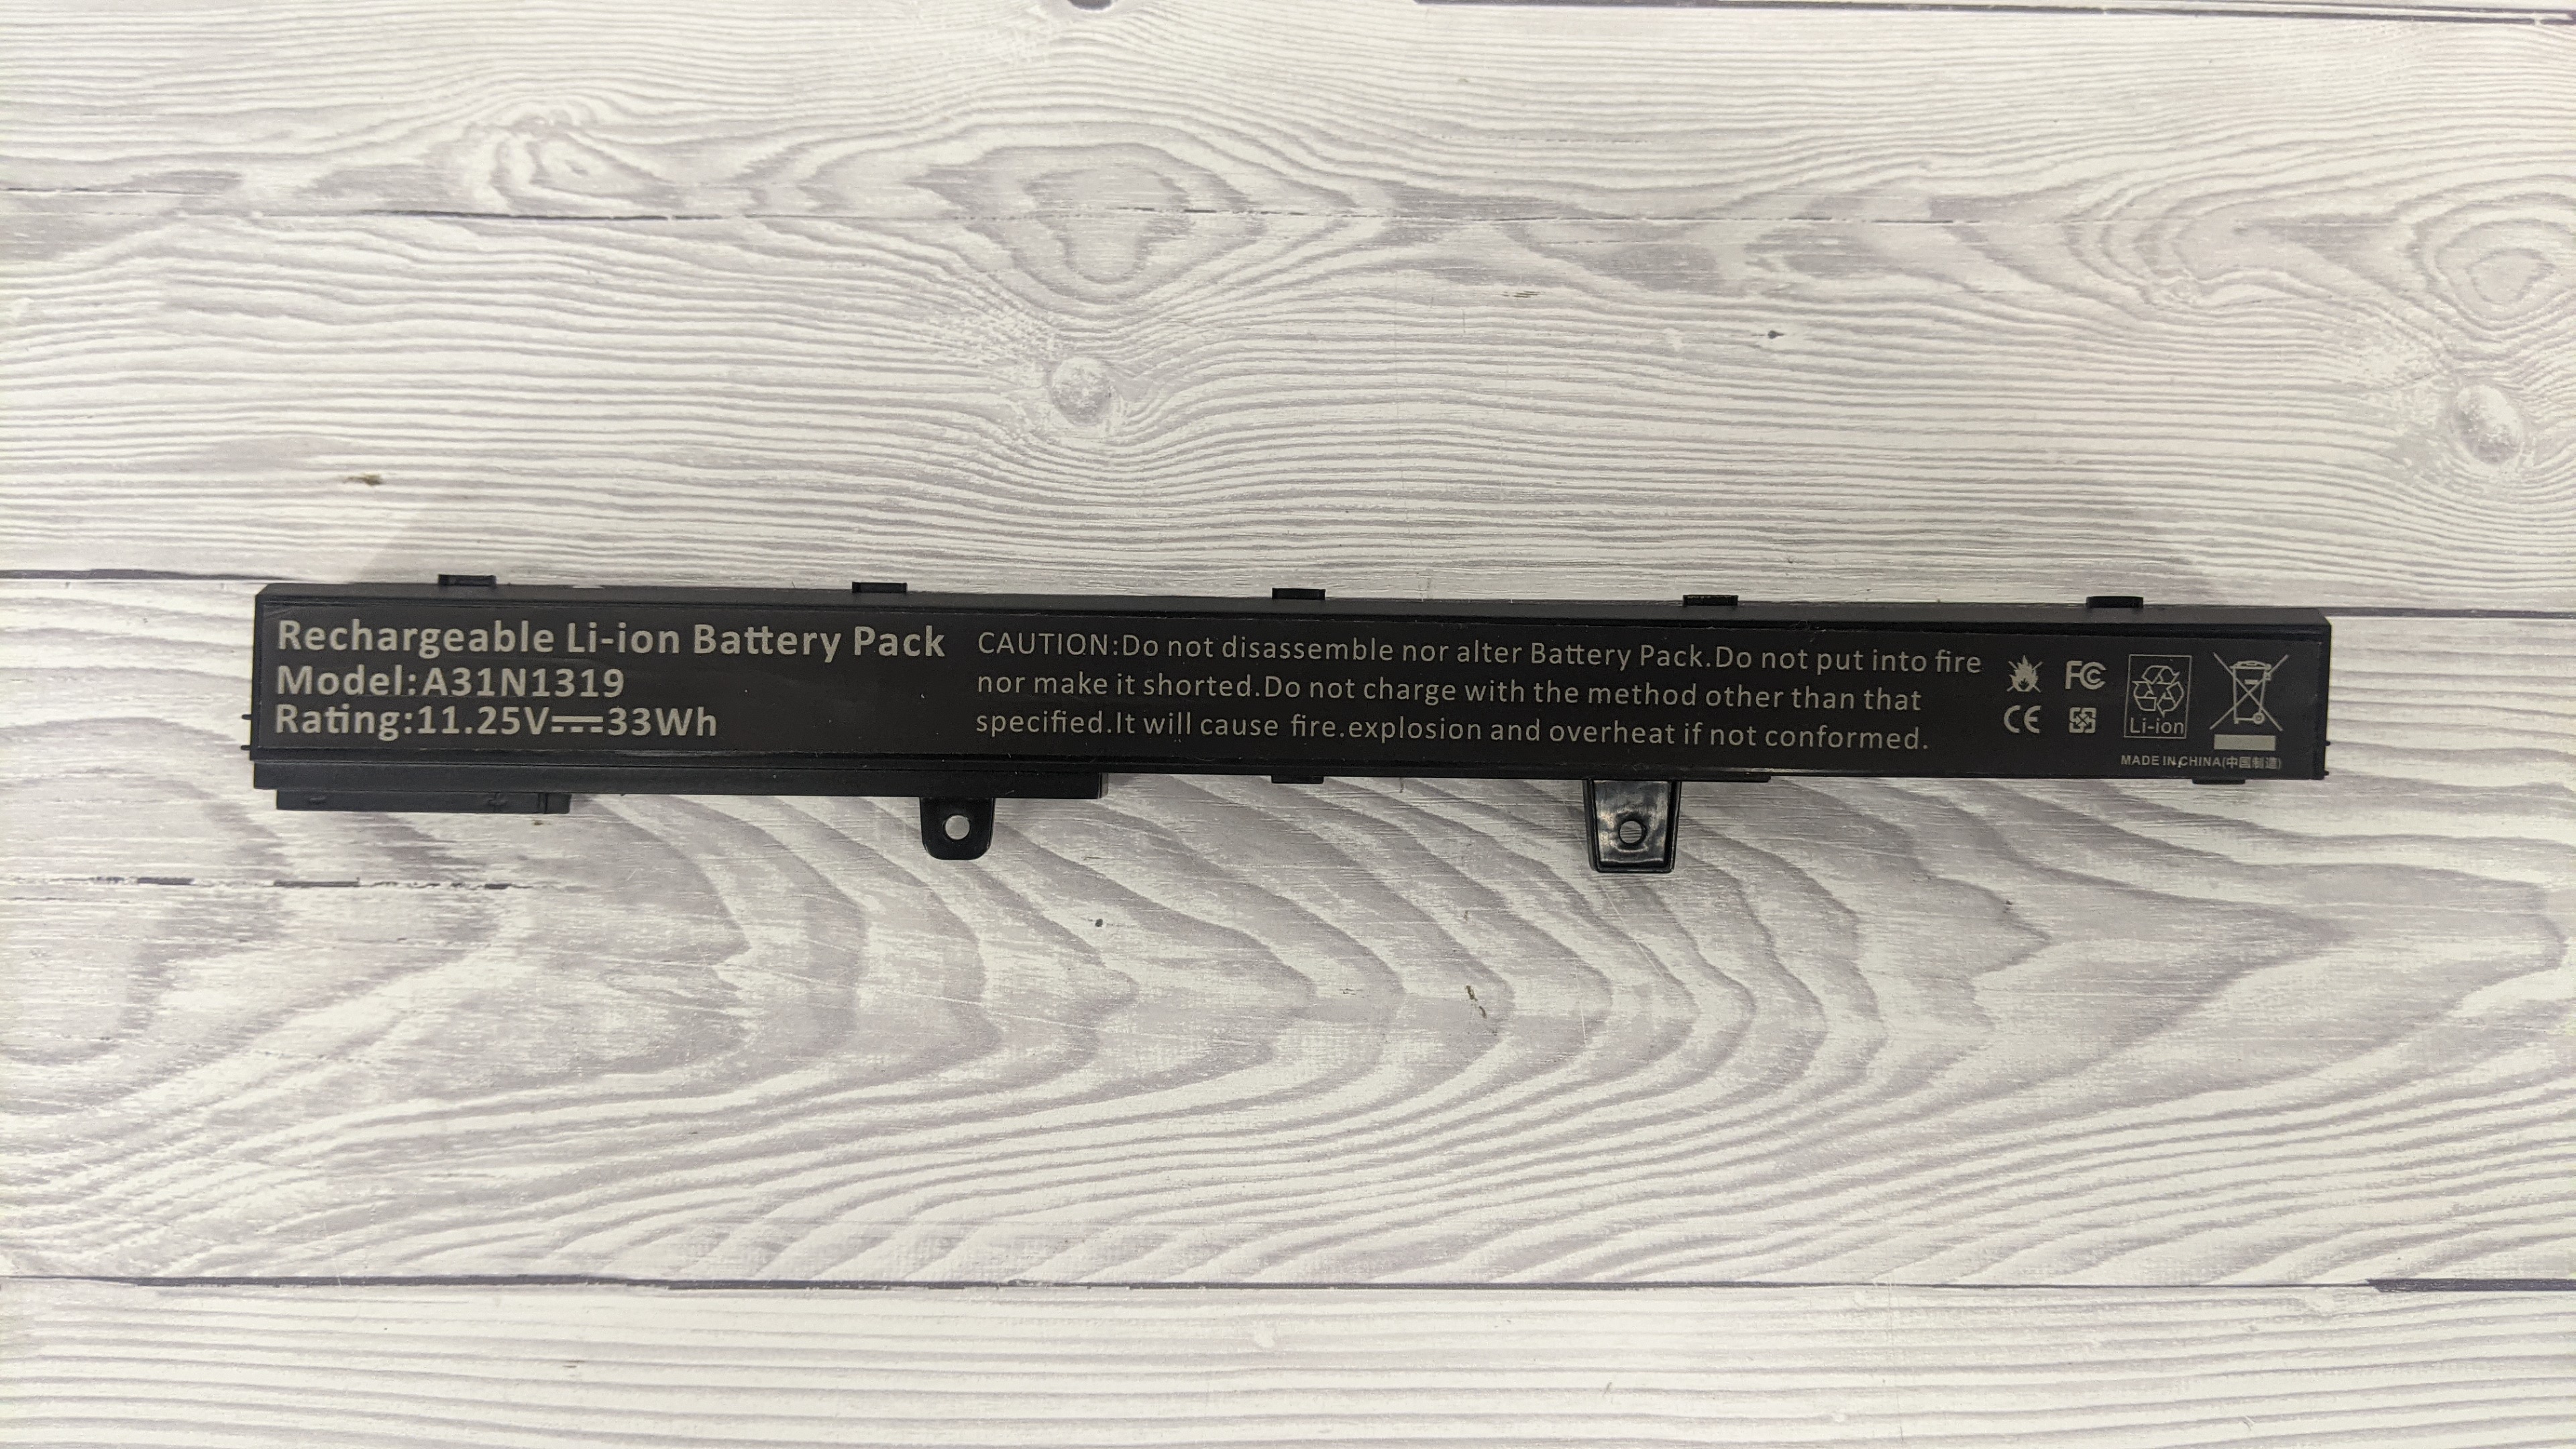 Rechargeable Li-ion Battery Pack
Model:A31N1319
Rating:11.25V⎓33Wh
CAUTION:Do not disassemble nor alter Battery Pack.Do not put into fire
nor make it shorted.Do not charge with the method other than that
specified.It will cause fire.explosion and overheat if not conformed.
FC
CE
Li-ion
MADE IN CHINA(中国制造)